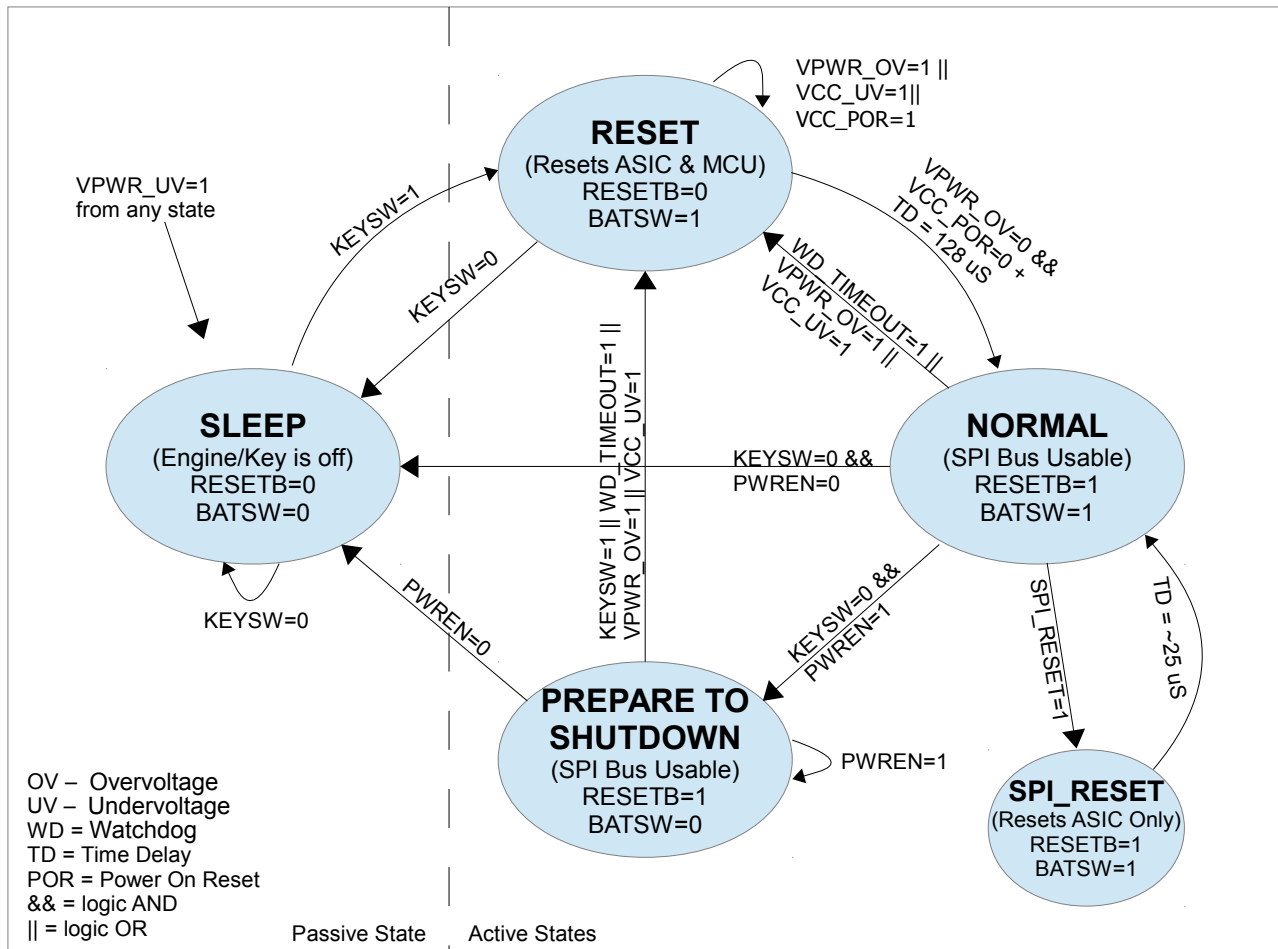 VPWR_OV=1 ||
VCC_UV=1||
VCC_POR=1
RESET
(Resets ASIC & MCU)
RESETB=0
BATSW=1
VPWR_UV=1
from any state
KEYSW=1
KEYSW=0
VPWR_OV=0 &&
VCC_POR=0 +
TD = 128 uS
WD_TIMEOUT=1 ||
VPWR_OV=1 ||
VCC_UV=1
SLEEP
(Engine/Key is off)
RESETB=0
BATSW=0
KEYSW=0
KEYSW=1 || WD_TIMEOUT=1 ||
VPWR_OV=1 || VCC_UV=1
KEYSW=0 &&
PWREN=0
NORMAL
(SPI Bus Usable)
RESETB=1
BATSW=1
PWREN=0
KEYSW=0 &&
PWREN=1
SPI_RESET=1
TD = ~25 uS
PREPARE TO
SHUTDOWN
(SPI Bus Usable)
RESETB=1
BATSW=0
PWREN=1
SPI_RESET
(Resets ASIC Only)
RESETB=1
BATSW=1
OV – Overvoltage
UV – Undervoltage
WD = Watchdog
TD = Time Delay
POR = Power On Reset
&& = logic AND
|| = logic OR
Passive State
Active States